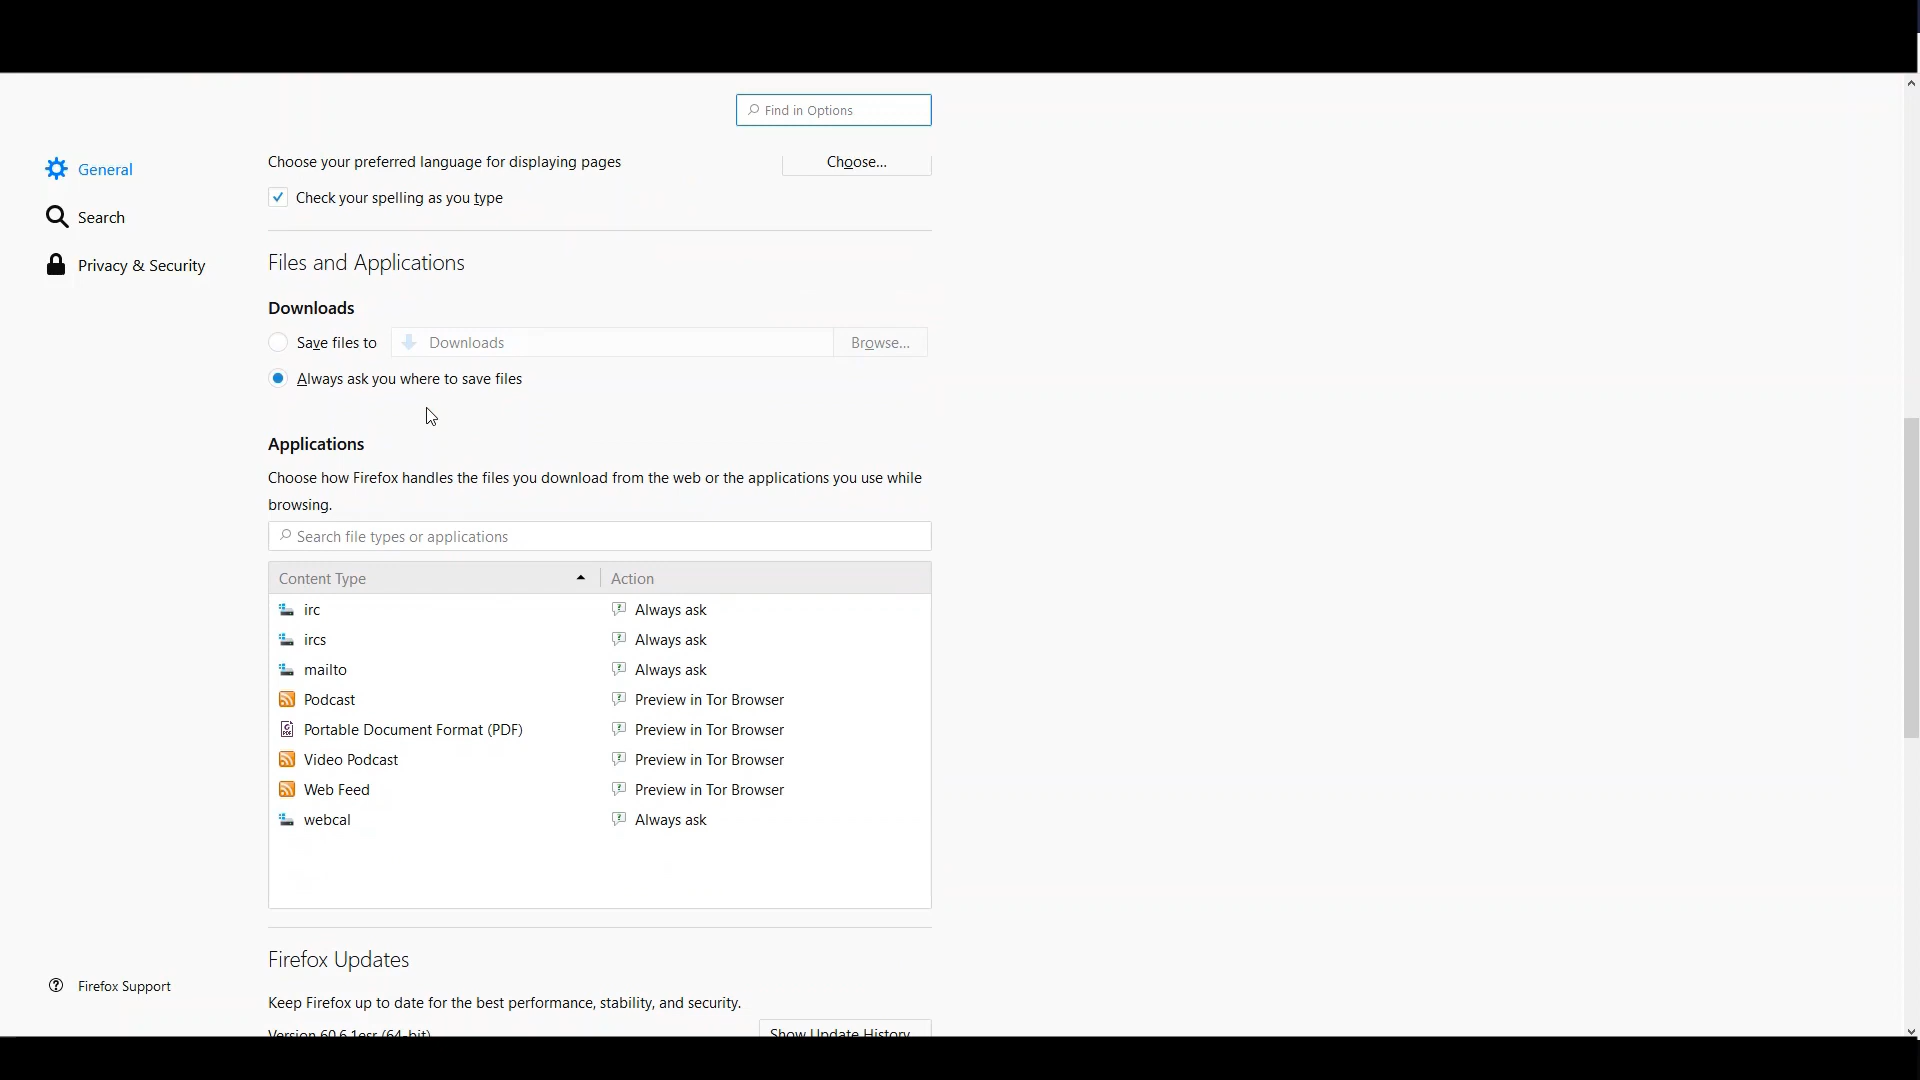 Find in Options
General
Search
Privacy & Security
Choose your preferred language for displaying pages
Choose...
Check your spelling as you type
Files and Applications
Downloads
Save files to
Downloads
Browse...
Always ask you where to save files
Applications
Choose how Firefox handles the files you download from the web or the applications you use while
browsing.
Search file types or applications
Content Type Action
irc Always ask
ircs Always ask
mailto Always ask
Podcast Preview in Tor Browser
Portable Document Format (PDF) Preview in Tor Browser
Video Podcast Preview in Tor Browser
Web Feed Preview in Tor Browser
webcal Always ask
Firefox Updates
Keep Firefox up to date for the best performance, stability, and security.
Version 60.6.1esr (64-bit)
Show Update History
Firefox Support